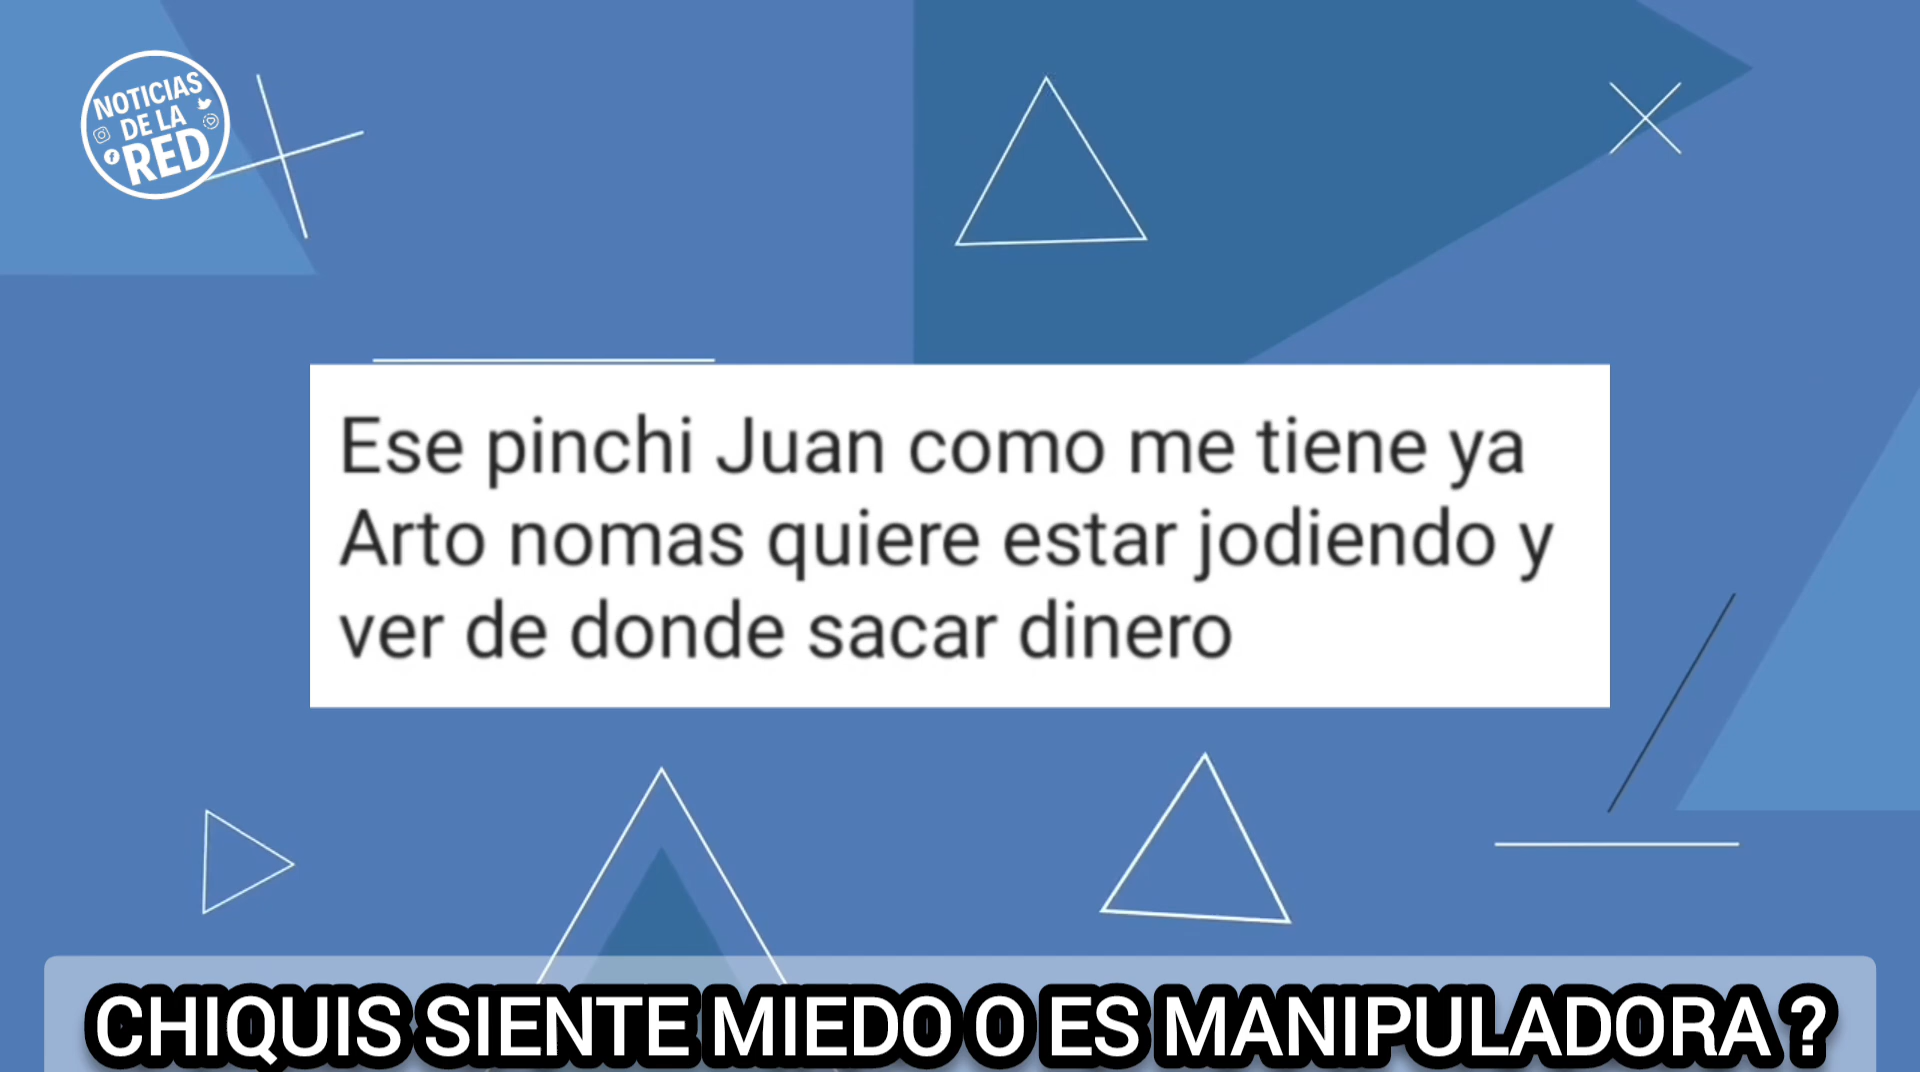 NOTICIAS
DE LA
RED
Ese pinchi Juan como me tiene ya
Arto nomas quiere estar jodiendo y
ver de donde sacar dinero
CHIQUIS SIENTE MIEDO O ES MANIPULADORA ?